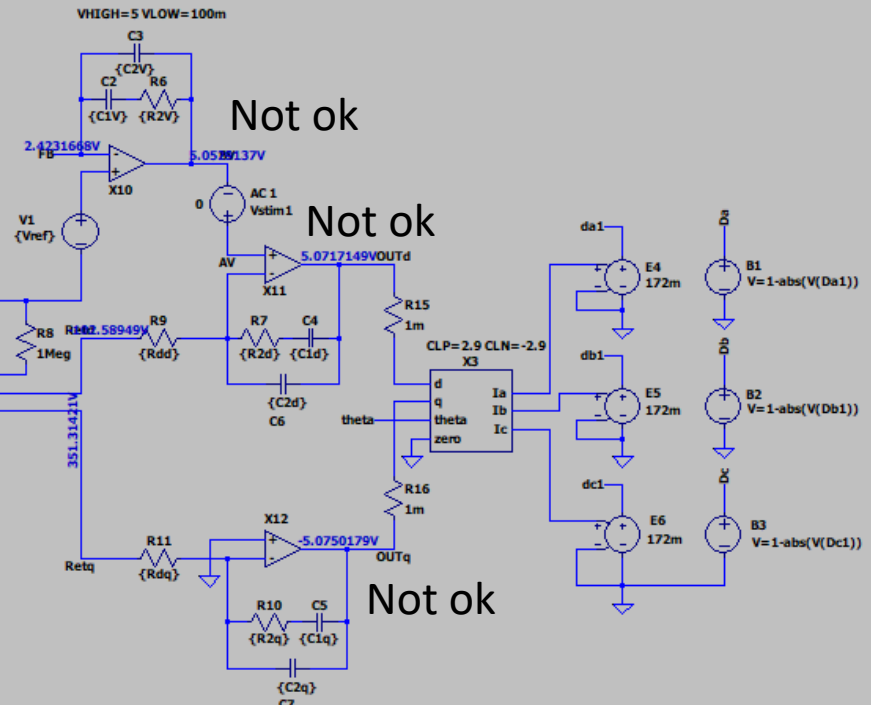 VHIGH=5 VLOW=100m
C3
{C2V}
C2
R6
{C1V}
{R2V}
Not ok
2.4231668V
FB
X10
AC 1
0
Vstim1
V1
{Vref}
Not ok
da1
Da
AV
5.0717149V
OUTd
E4
172m
B1
V=1-abs(V(Da1))
X11
R8
1Meg
R9
{Rdd}
R7
C4
{R2d}
{C1d}
R15
1m
CLP=2.9 CLN=-2.9
X3
{C2d}
C6
d
q
theta
zero
Ia
Ib
Ic
theta
db1
Db
E5
172m
B2
V=1-abs(V(Db1))
351.31421V
R16
1m
dc1
Dc
X12
-5.0750179V
OUTq
E6
172m
B3
V=1-abs(V(Dc1))
R11
{Rdq}
Retq
R10
C5
{R2q}
{C1q}
Not ok
{C2q}